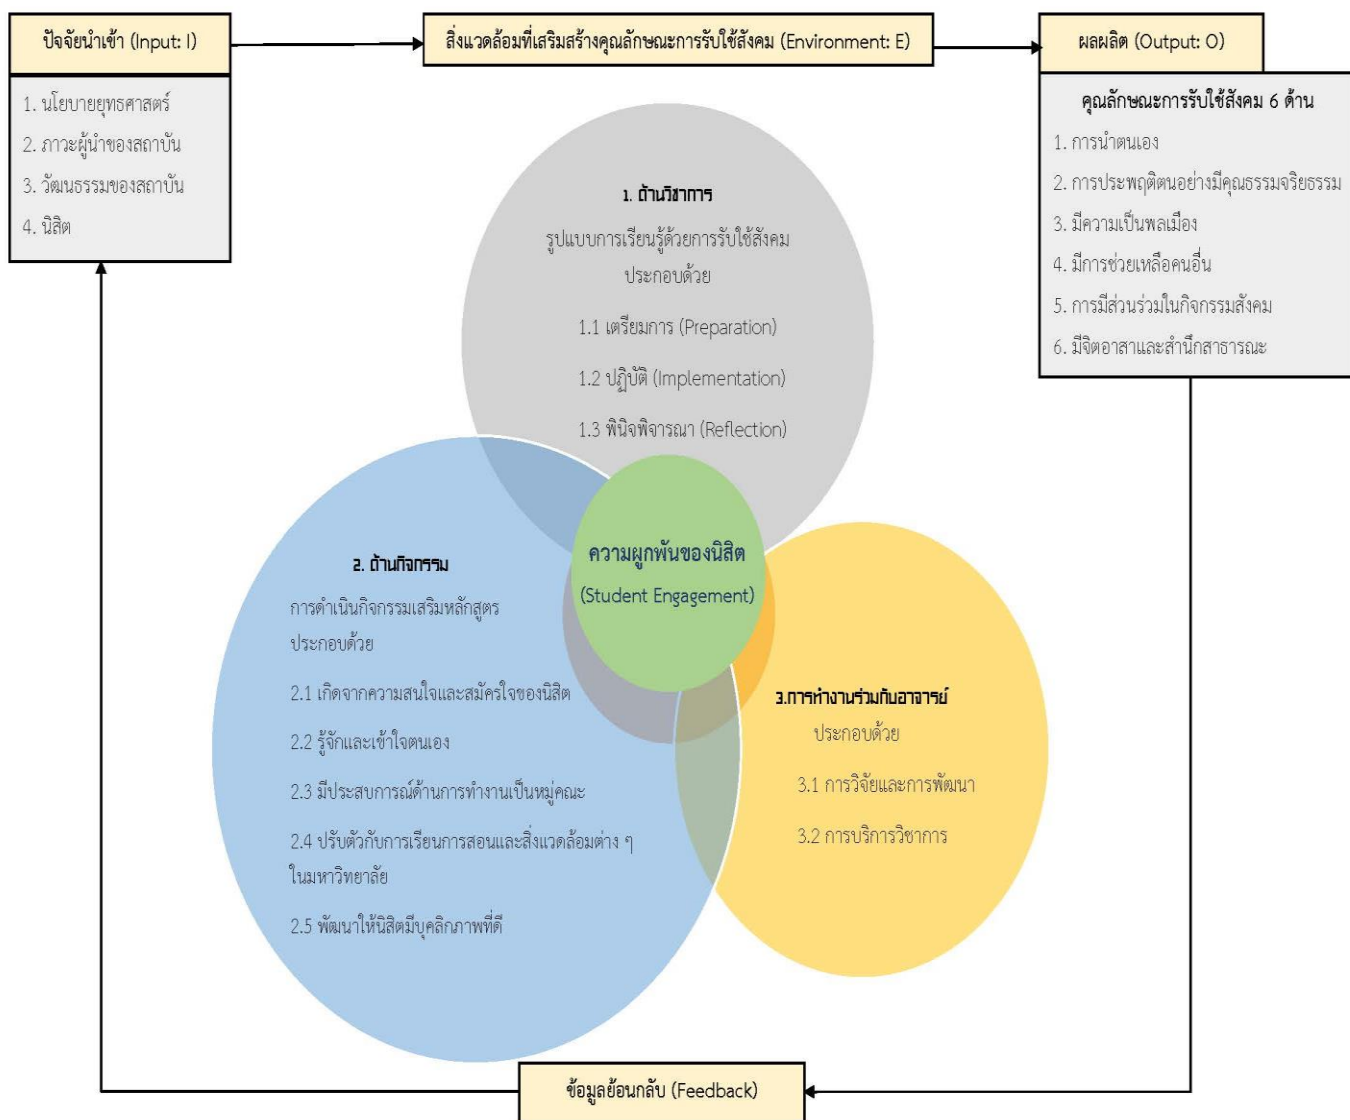 ปัจจัยนำเข้า (Input: I)
สิ่งแวดล้อมที่เสริมสร้างคุณลักษณะการรับใช้สังคม (Environment: E)
ผลผลิต (Output: O)
1. นโยบายยุทธศาสตร์
2. ภาวะผู้นำของสถาบัน
3. วัฒนธรรมของสถาบัน
4. นิสิต
คุณลักษณะการรับใช้สังคม 6 ด้าน
1. การนำตนเอง
2. การประพฤติตนอย่างมีคุณธรรมจริยธรรม
3. มีความเป็นพลเมือง
4. มีการช่วยเหลือคนอื่น
5. การมีส่วนร่วมในกิจกรรมสังคม
6. มีจิตอาสาและสำนึกสาธารณะ
1. ด้านวิชาการ
รูปแบบการเรียนรู้ด้วยการรับใช้สังคม
ประกอบด้วย
1.1 เตรียมการ (Preparation)
1.2 ปฏิบัติ (Implementation)
1.3 พินิจพิจารณา (Reflection)
ความผูกพันของนิสิต
(Student Engagement)
2. ด้านกิจกรรม
การดำเนินกิจกรรมเสริมหลักสูตร
ประกอบด้วย
2.1 เกิดจากความสนใจและสมัครใจของนิสิต
2.2 รู้จักและเข้าใจตนเอง
2.3 มีประสบการณ์ด้านการทำงานเป็นหมู่คณะ
2.4 ปรับตัวกับการเรียนการสอนและสิ่งแวดล้อมต่าง ๆ
ในมหาวิทยาลัย
2.5 พัฒนาให้นิสิตมีบุคลิกภาพที่ดี
3.การทำงานร่วมกับอาจารย์
ประกอบด้วย
3.1 การวิจัยและการพัฒนา
3.2 การบริการวิชาการ
ข้อมูลย้อนกลับ (Feedback)